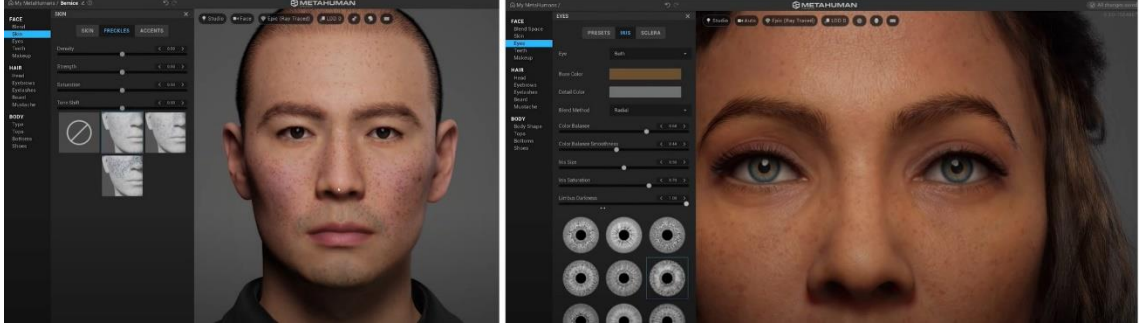 My MetaHumans / Bernice
METAHUMAN
FACE
Blend
Skin
Eyes
Teeth
Makeup
HAIR
Head
Eyebrows
Eyelashes
Beard
Mustache
BODY
Type
Tops
Bottoms
Shoes
SKIN
SKIN FRECKLES ACCENTS
Density
Strength
Saturation
Tone Shift
Studio Face Epic (Ray Traced) LOD 0
My MetaHumans /
METAHUMAN
FACE
Blend Space
Skin
Eyes
Teeth
Makeup
HAIR
Head
Eyebrows
Eyelashes
Beard
Mustache
BODY
Body Shape
Tops
Bottoms
Shoes
EYES
PRESETS IRIS SCLERA
Eye Both
Base Color
Detail Color
Blend Method Radial
Color Balance
Color Balance Smoothness
Iris Size
Iris Saturation
Limbus Darkness
Studio Auto Epic (Ray Traced) LOD 0